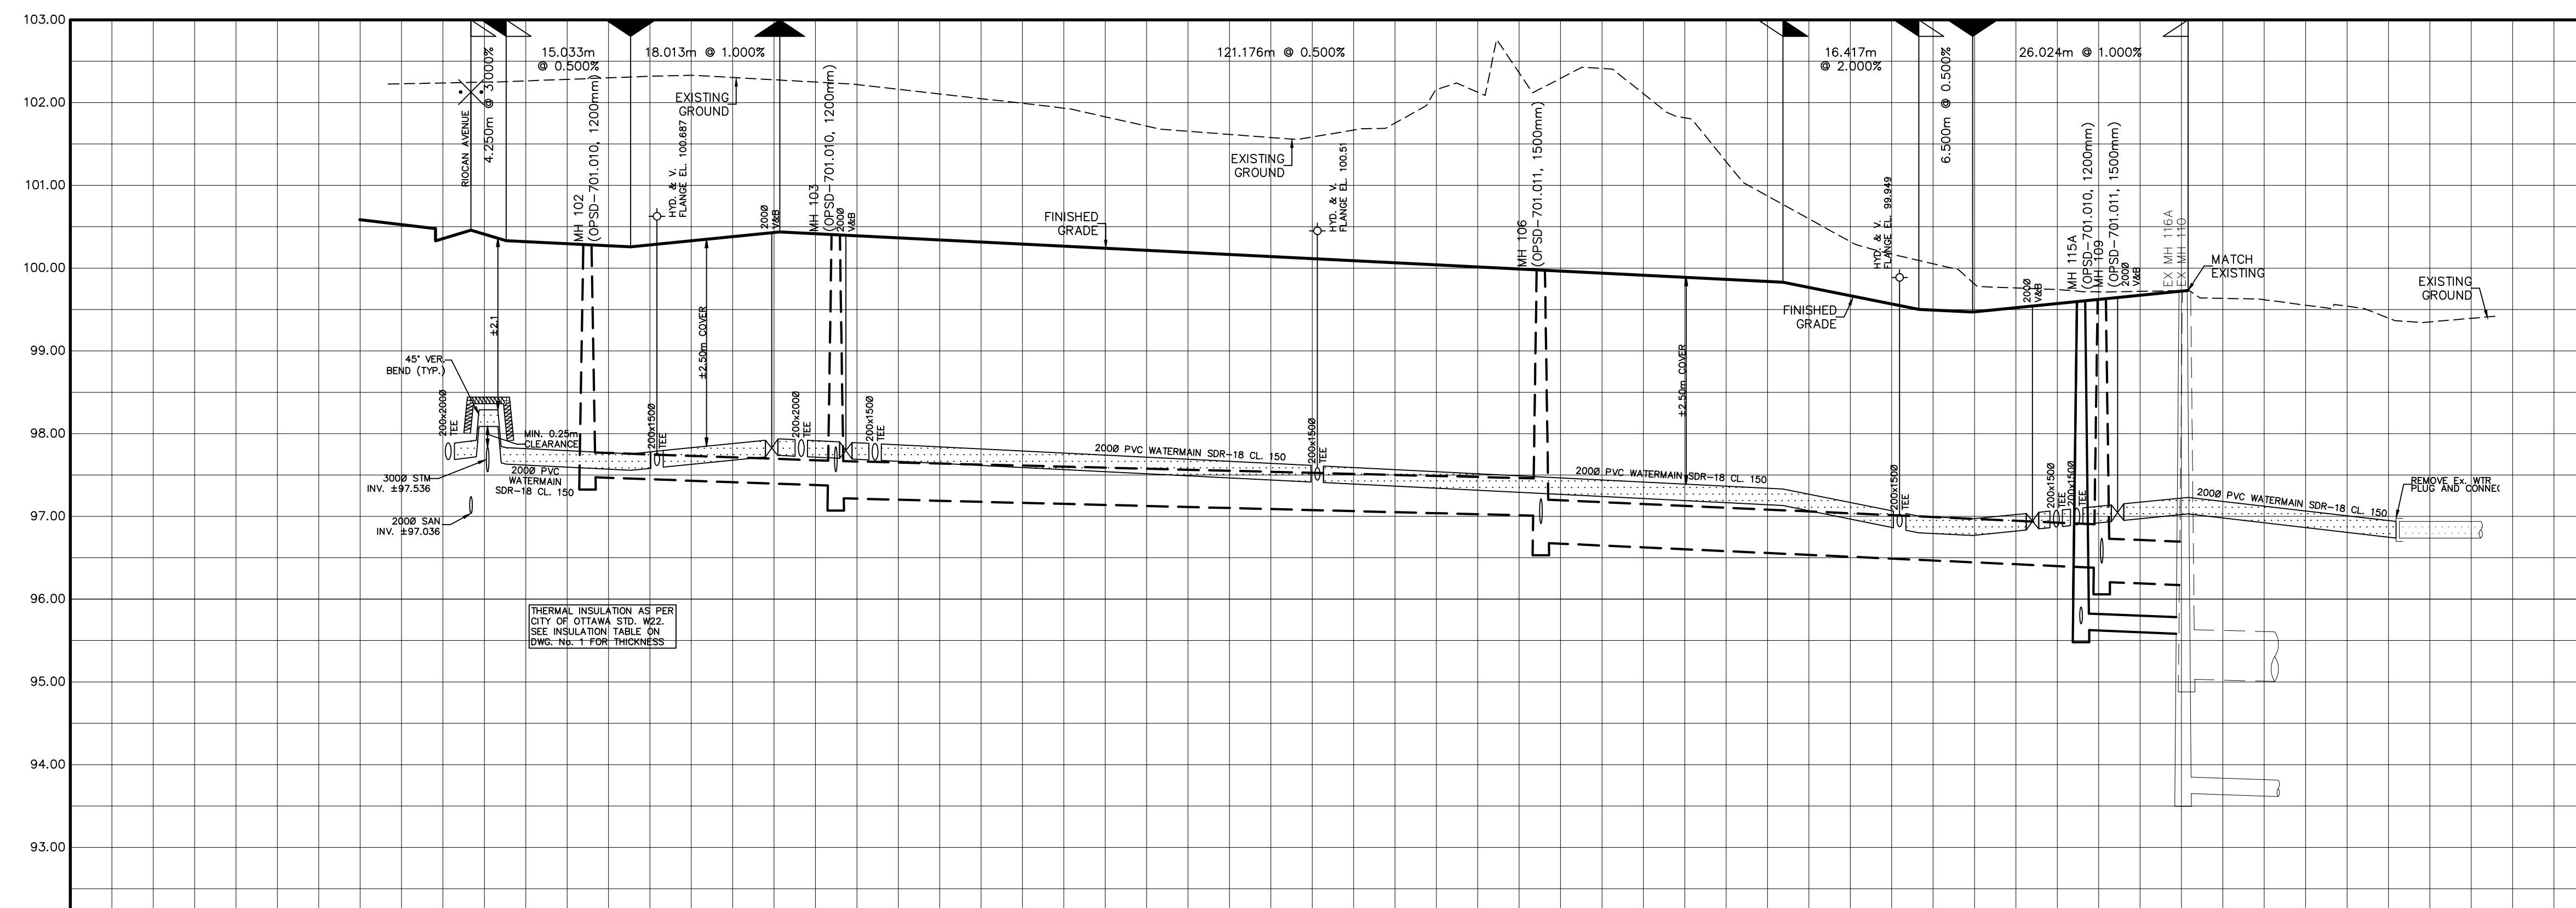 103.00
102.00
101.00
100.00
99.00
98.00
97.00
96.00
95.00
94.00
93.00
RIOCAN AVENUE
4.250m @ 3.000%
15.033m
@ 0.500%
18.013m @ 1.000%
121.176m @ 0.500%
16.417m
@ 2.000%
6.500m @ 0.500%
26.024m @ 1.000%
EXISTING
GROUND
EXISTING
GROUND
EXISTING
GROUND
MH 102
(OPSD-701.010, 1200mm)
HYD. & V.
FLANGE EL. 100.687
200Ø
V&B
MH 103
(OPSD-701.010, 1200mm)
200Ø
V&B
FINISHED
GRADE
HYD. & V.
FLANGE EL. 100.51
MH 106
(OPSD-701.011, 1500mm)
FINISHED
GRADE
HYD. & V.
FLANGE EL. 99.949
200Ø
V&B
MH 115A
(OPSD-701.010, 1200mm)
MH 109
(OPSD-701.011, 1500mm)
200Ø
V&B
EX MH 116A
EX MH 110
MATCH
EXISTING
±2.1
45° VER.
BEND (TYP.)
200x200Ø
TEE
MIN. 0.25m
CLEARANCE
300Ø STM
INV. ±97.536
200Ø PVC
WATERMAIN
SDR-18 CL. 150
200Ø SAN
INV. ±97.036
200x150Ø
TEE
±2.50m COVER
200x200Ø
TEE
200x150Ø
TEE
200Ø PVC WATERMAIN SDR-18 CL. 150
200x150Ø
TEE
200Ø PVC WATERMAIN SDR-18 CL. 150
±2.50m COVER
200x150Ø
TEE
200x150Ø
TEE
200x150Ø
TEE
200Ø PVC WATERMAIN SDR-18 CL. 150
REMOVE Ex. WTR
PLUG AND CONNEC
THERMAL INSULATION AS PER
CITY OF OTTAWA STD. W22.
SEE INSULATION TABLE ON
DWG. No. 1 FOR THICKNESS